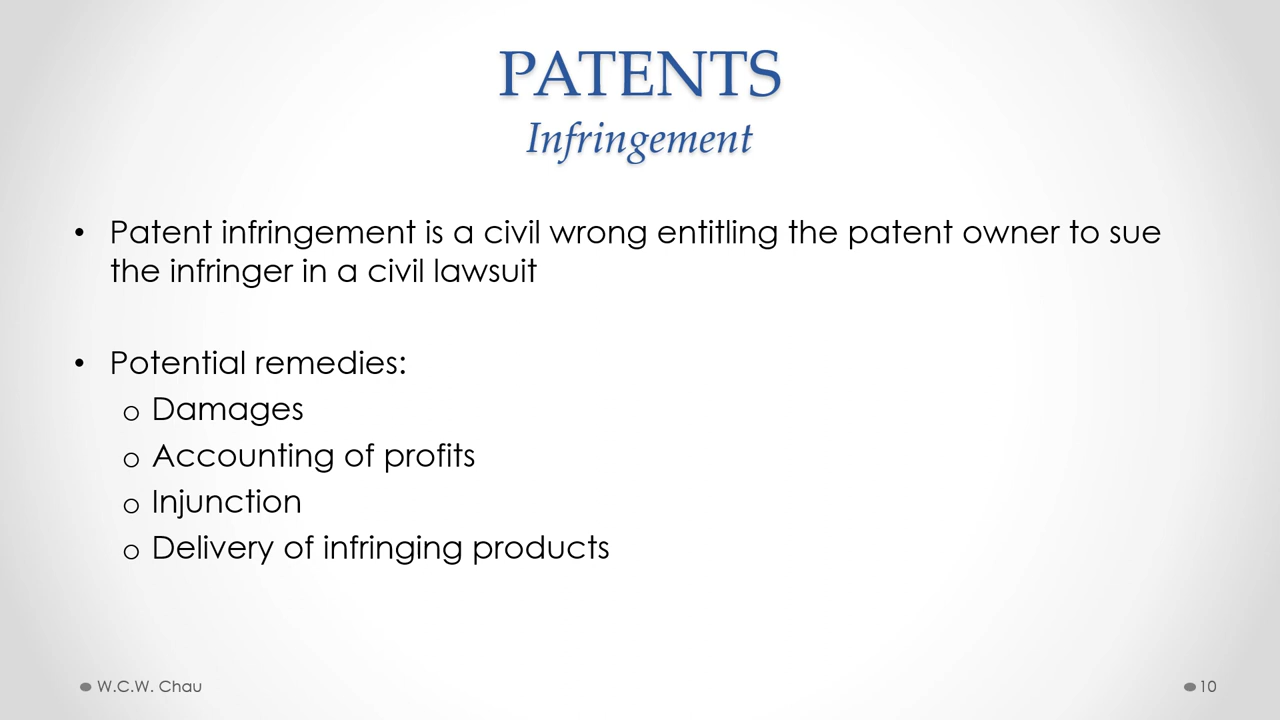 PATENTS
Infringement
• Patent infringement is a civil wrong entitling the patent owner to sue
the infringer in a civil lawsuit
• Potential remedies:
o Damages
o Accounting of profits
o Injunction
o Delivery of infringing products
W.C.W. Chau
10